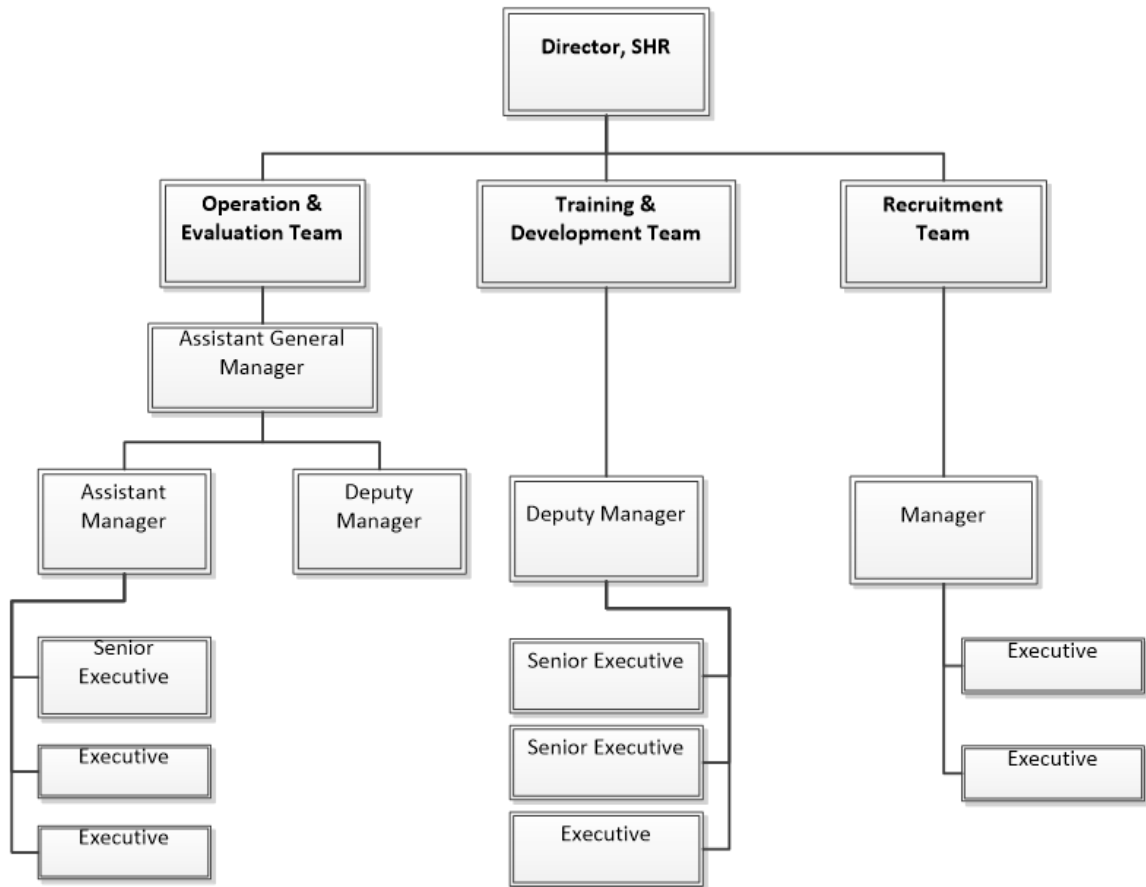 Director, SHR
Operation &
Evaluation Team
Training &
Development Team
Recruitment
Team
Assistant General
Manager
Assistant
Manager
Deputy
Manager
Deputy Manager
Manager
Senior
Executive
Executive
Executive
Senior Executive
Senior Executive
Executive
Executive
Executive